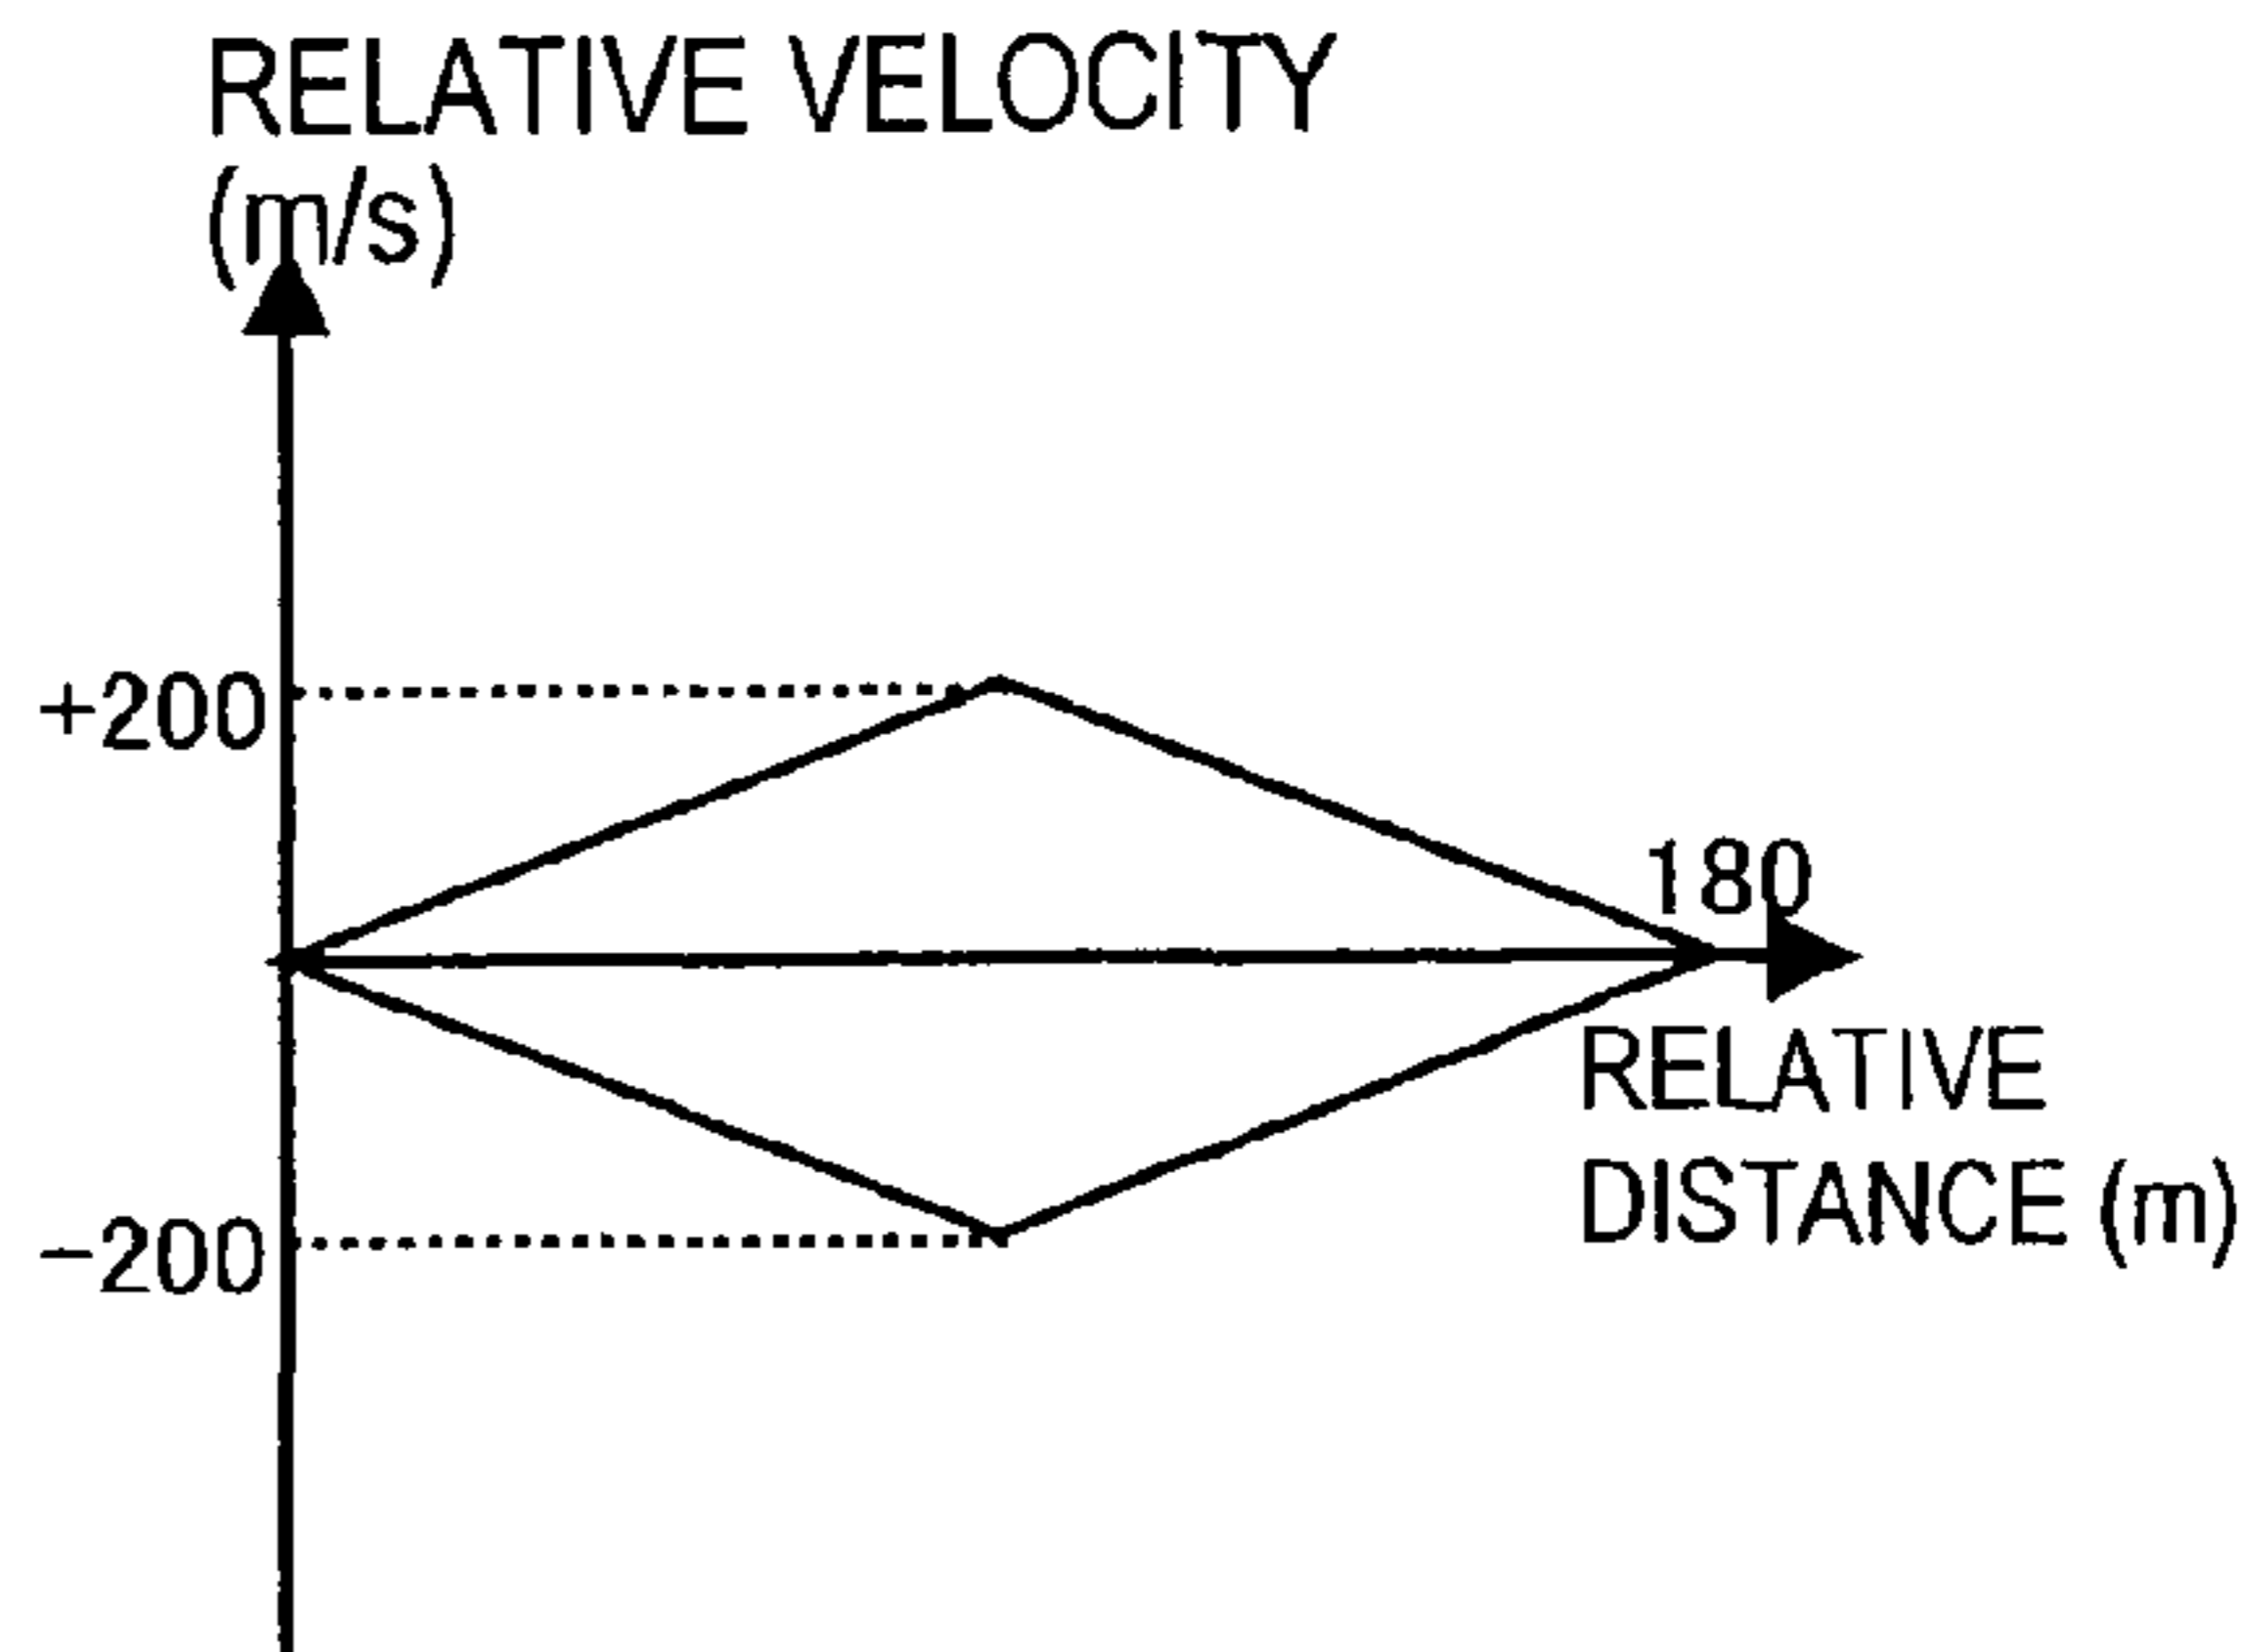 RELATIVE VELOCITY
(m/s)
+200
180
RELATIVE
DISTANCE (m)
−200